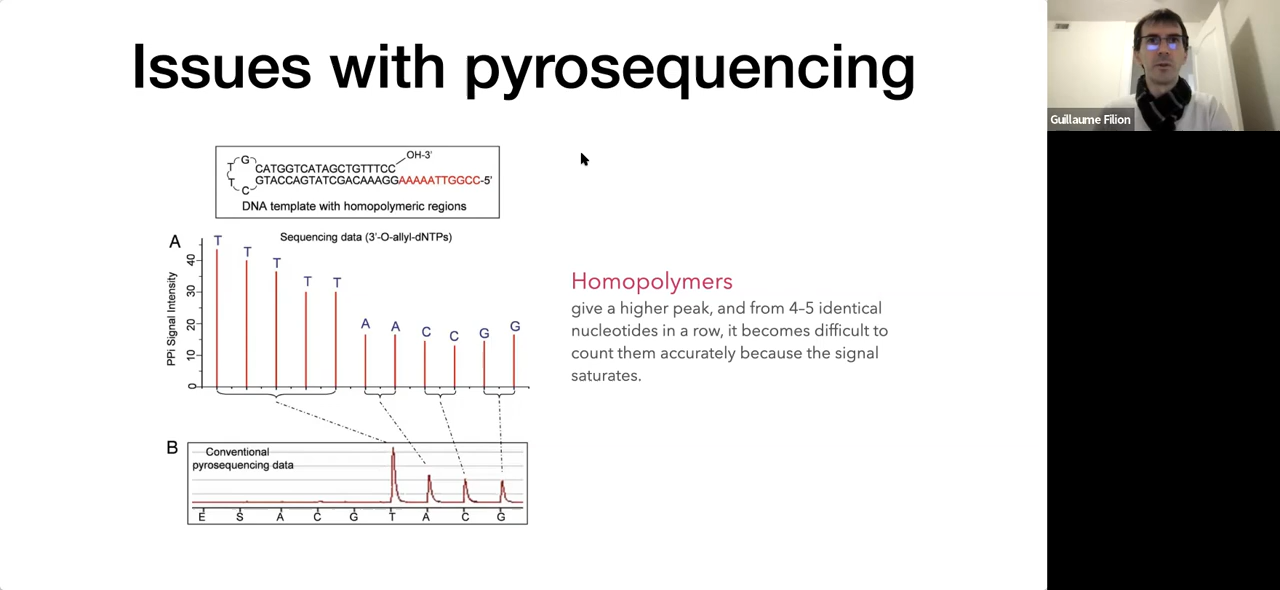 Issues with pyrosequencing
Guillaume Filion
OH-3'
G
T
T
C
CATGGTCATAGCTGTTTCC
GTACCAGTATCGACAAAGGAAAAATTGGCC-5'
DNA template with homopolymeric regions
A
Sequencing data (3'-O-allyl-dNTPs)
T T T T T A A C C G G
PPi Signal Intensity
40
30
20
10
0
Homopolymers
give a higher peak, and from 4–5 identical
nucleotides in a row, it becomes difficult to
count them accurately because the signal
saturates.
B
Conventional
pyrosequencing data
E S A C G T A C G